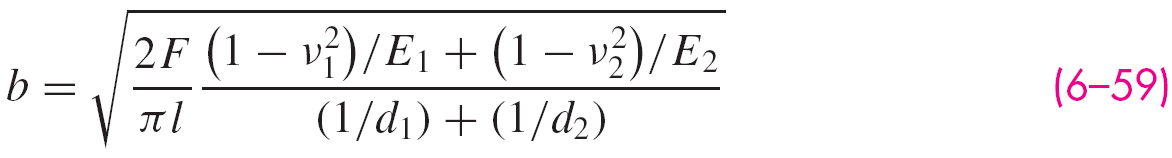 b = √(2F/πl · ((1 − ν₁²)/E₁ + (1 − ν₂²)/E₂)/((1/d₁) + (1/d₂))) (6–59)